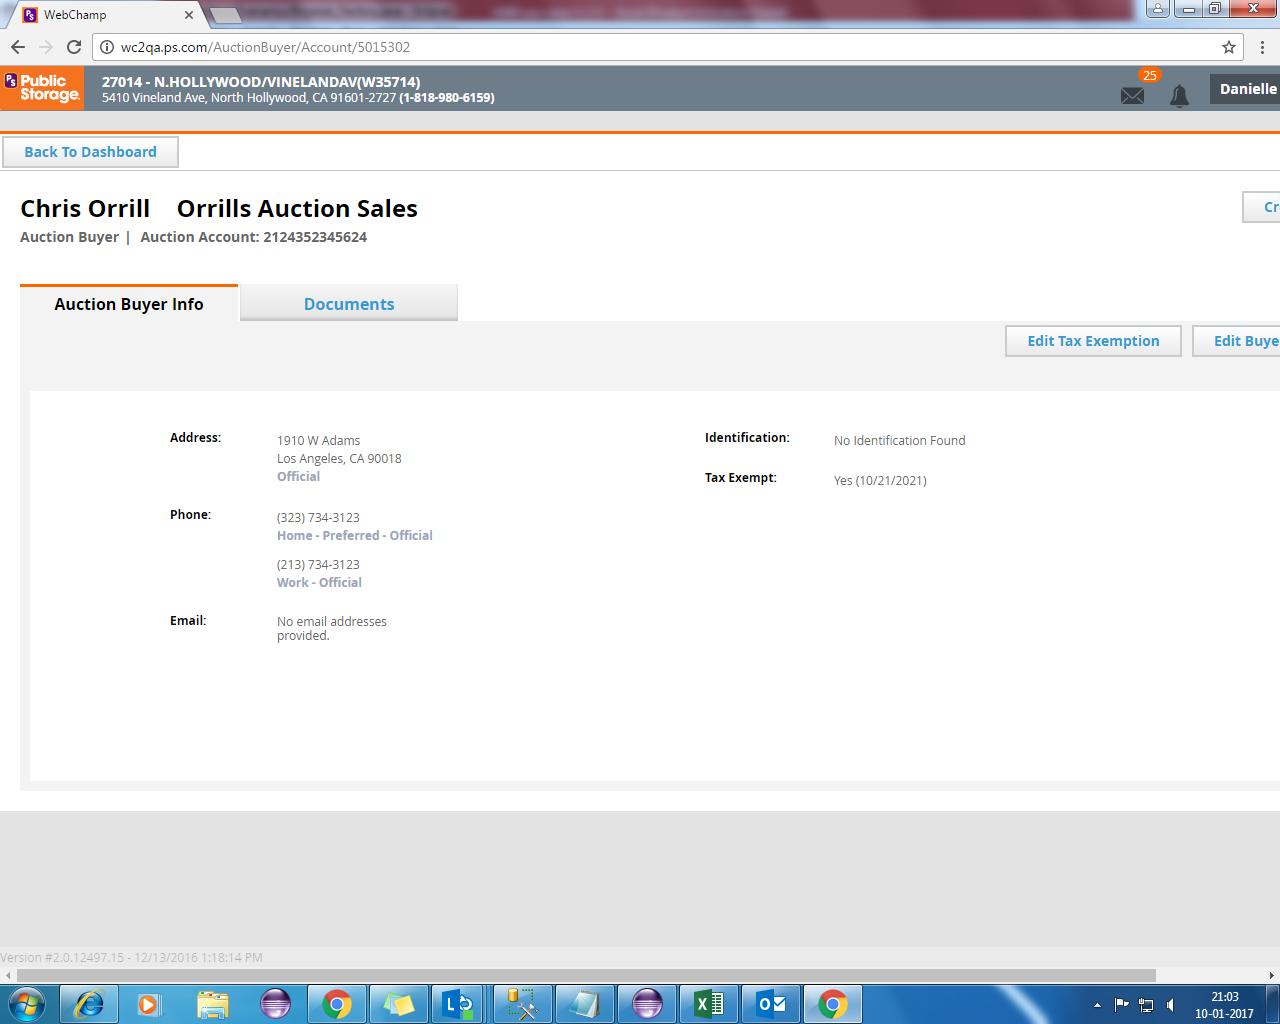 WebChamp
wc2qa.ps.com/AuctionBuyer/Account/5015302
PS Public Storage.
27014 - N.HOLLYWOOD/VINELANDAV(W35714)
5410 Vineland Ave, North Hollywood, CA 91601-2727 (1-818-980-6159)
25
Danielle
Back To Dashboard
Chris Orrill Orrills Auction Sales
Cr
Auction Buyer | Auction Account: 2124352345624
Auction Buyer Info
Documents
Edit Tax Exemption
Edit Buye
Address:
1910 W Adams
Los Angeles, CA 90018
Official
Identification:
No Identification Found
Tax Exempt:
Yes (10/21/2021)
Phone:
(323) 734-3123
Home - Preferred - Official
(213) 734-3123
Work - Official
Email:
No email addresses
provided.
Version #2.0.12497.15 - 12/13/2016 1:18:14 PM
21:03
10-01-2017